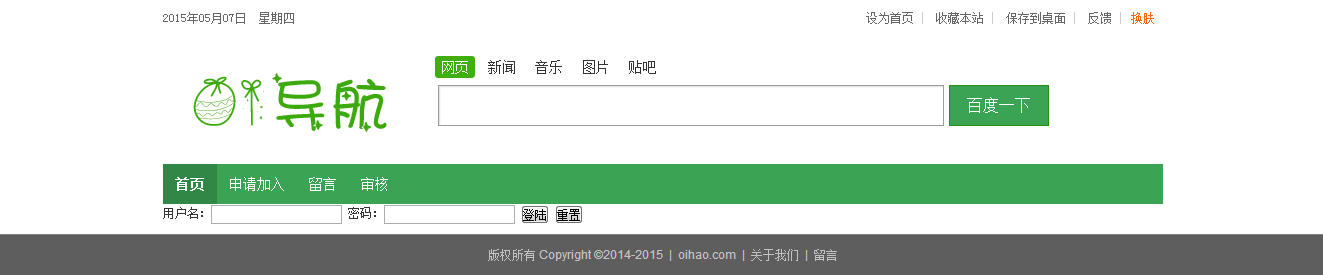 2015年05月07日 星期四 设为首页 | 收藏本站 | 保存到桌面 | 反馈 | 换肤
网页 新闻 音乐 图片 贴吧
导航
百度一下
首页 申请加入 留言 审核
用户名: 密码: 登陆 重置
版权所有 Copyright ©2014-2015 | oihao.com | 关于我们 | 留言